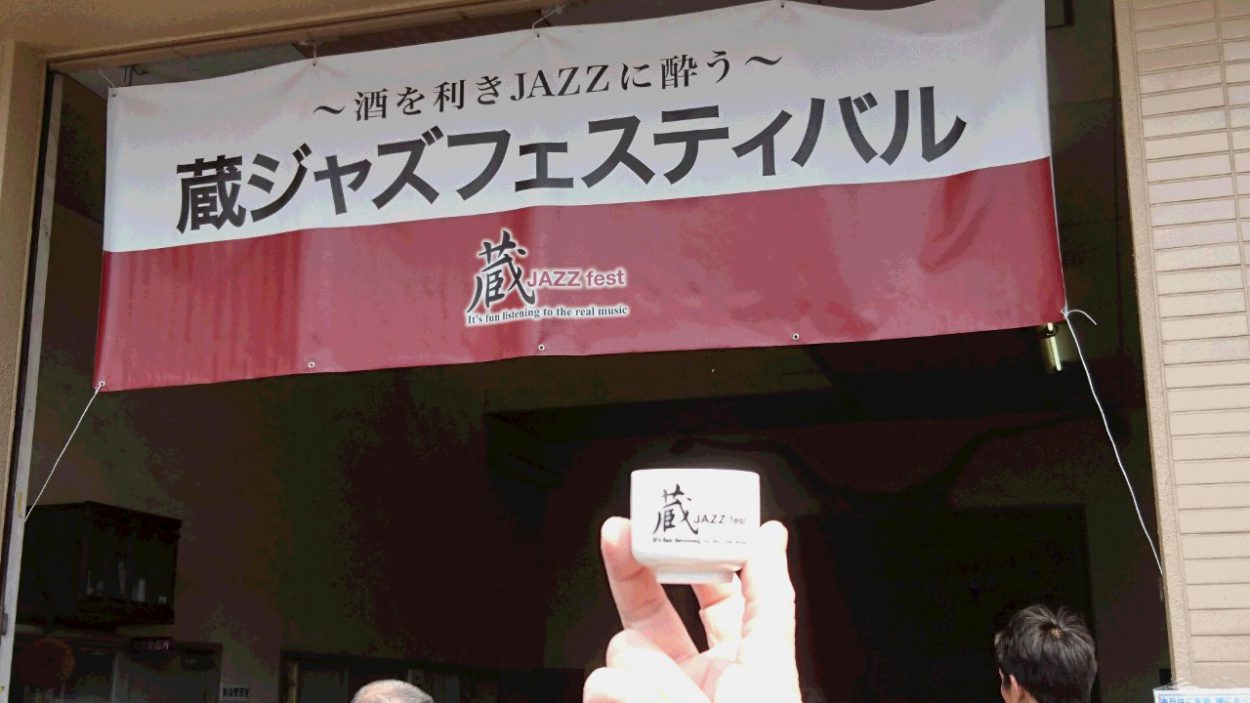 ～酒を利きJAZZに酔う～
蔵ジャズフェスティバル
蔵JAZZ fest
It's fun listening to the real music
蔵JAZZ fest